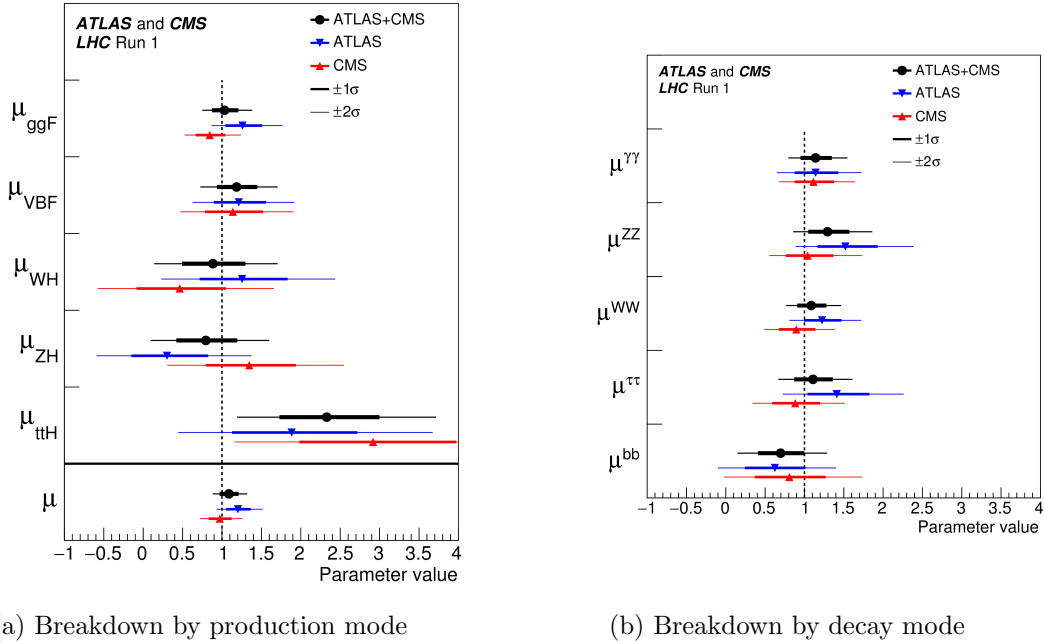 ATLAS and CMS
LHC Run 1
ATLAS+CMS
ATLAS
CMS
±1σ
±2σ
μggF
μVBF
μWH
μZH
μttH
μ
−1 −0.5 0 0.5 1 1.5 2 2.5 3 3.5 4
Parameter value
ATLAS and CMS
LHC Run 1
ATLAS+CMS
ATLAS
CMS
±1σ
±2σ
μγγ
μZZ
μWW
μττ
μbb
−1 −0.5 0 0.5 1 1.5 2 2.5 3 3.5 4
Parameter value
a) Breakdown by production mode
(b) Breakdown by decay mode